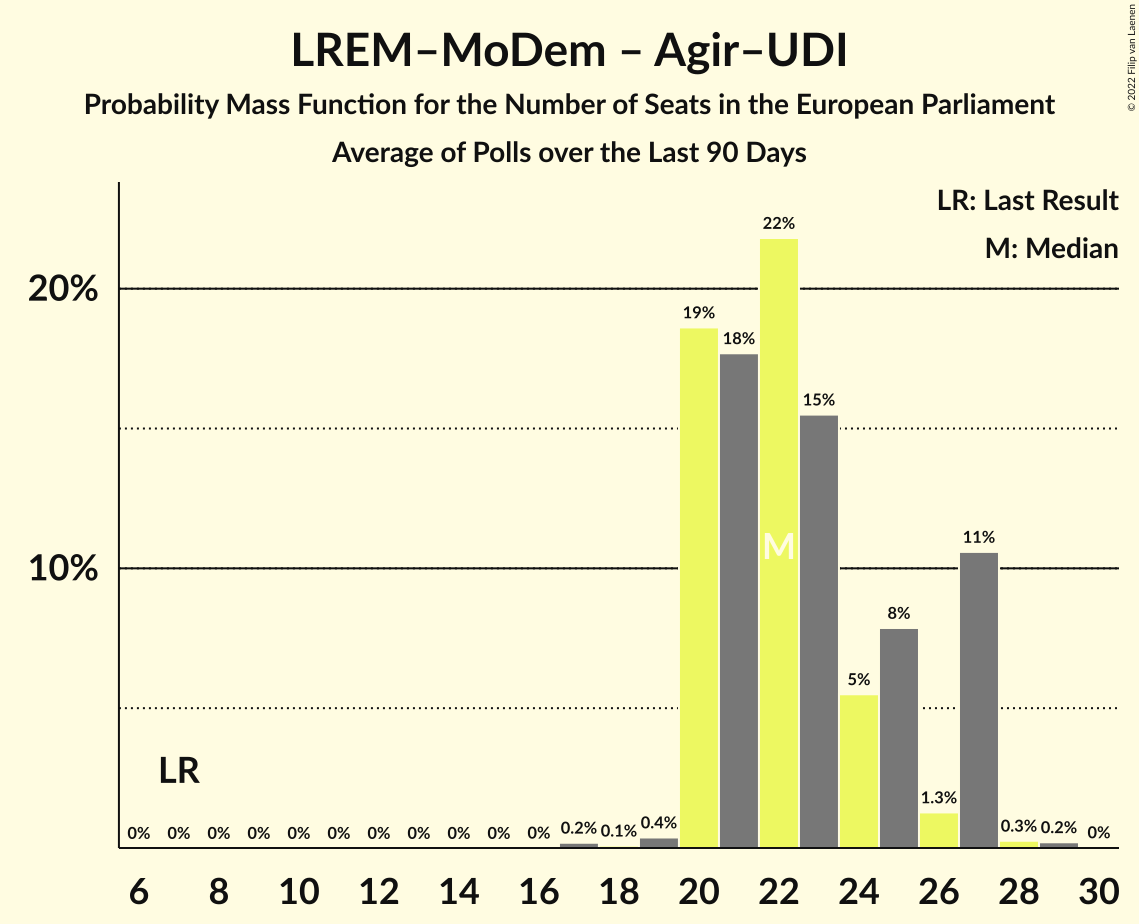 LREM–MoDem – Agir–UDI
Probability Mass Function for the Number of Seats in the European Parliament
Average of Polls over the Last 90 Days
© 2022 Filip van Laenen
LR: Last Result
M: Median
20%
10%
22%
19%
18%
15%
M
11%
8%
5%
LR
0% 0% 0% 0% 0% 0% 0% 0% 0% 0% 0% 0.2% 0.1% 0.4% 1.3% 0.3% 0.2% 0%
6 8 10 12 14 16 18 20 22 24 26 28 30